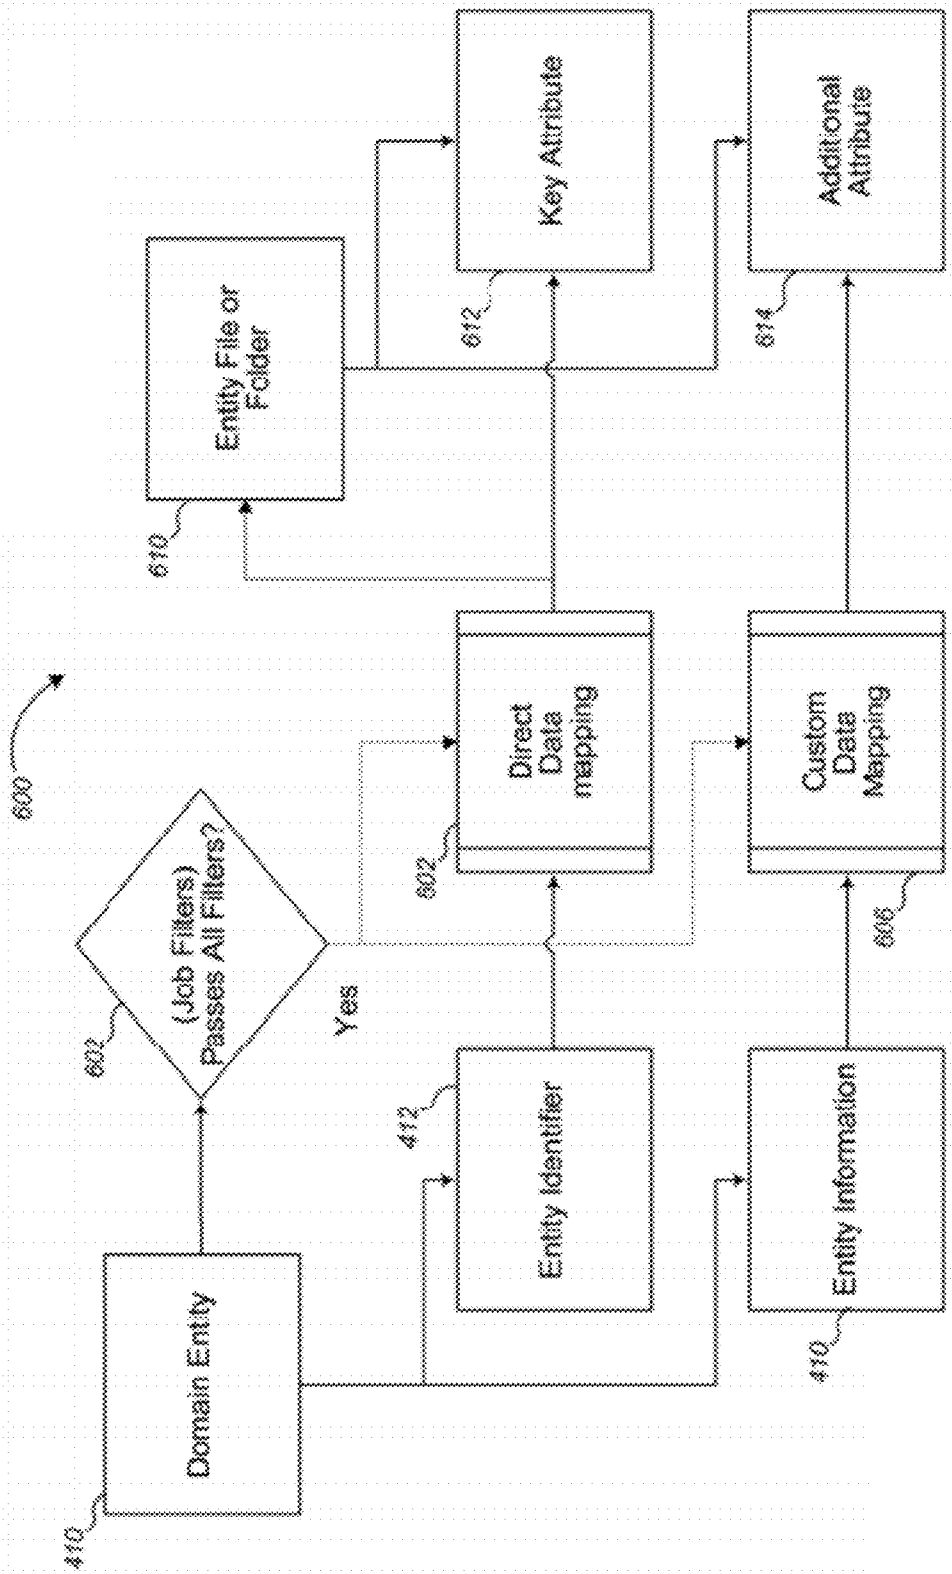 600
410
Domain Entity
602
(Job Filters)
Passes All Filters?
Yes
610
Entity File or
Folder
412
Entity Identifier
Direct
Data
mapping
612
Key Attribute
410
Entity Information
606
Custom
Data
Mapping
614
Additional
Attribute